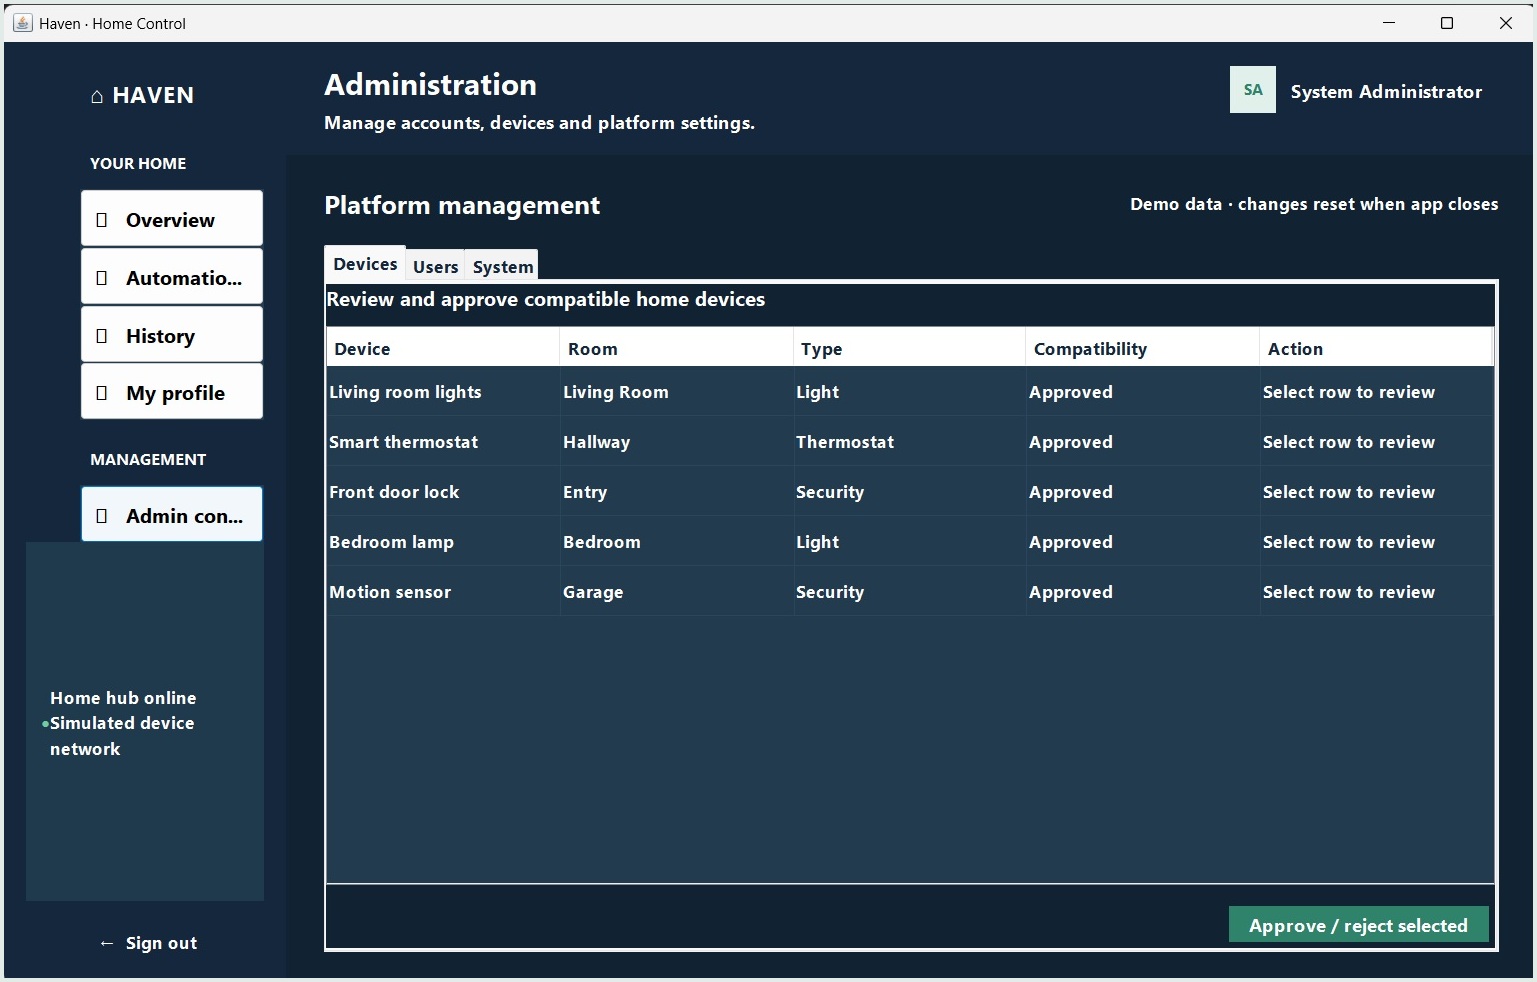 Haven · Home Control
⌂ HAVEN
YOUR HOME
Overview
Automatio...
History
My profile
MANAGEMENT
Admin con...
Home hub online
Simulated device
network
← Sign out
Administration
Manage accounts, devices and platform settings.
SA System Administrator
Platform management
Demo data · changes reset when app closes
Devices Users System
Review and approve compatible home devices
Device Room Type Compatibility Action
Living room lights Living Room Light Approved Select row to review
Smart thermostat Hallway Thermostat Approved Select row to review
Front door lock Entry Security Approved Select row to review
Bedroom lamp Bedroom Light Approved Select row to review
Motion sensor Garage Security Approved Select row to review
Approve / reject selected